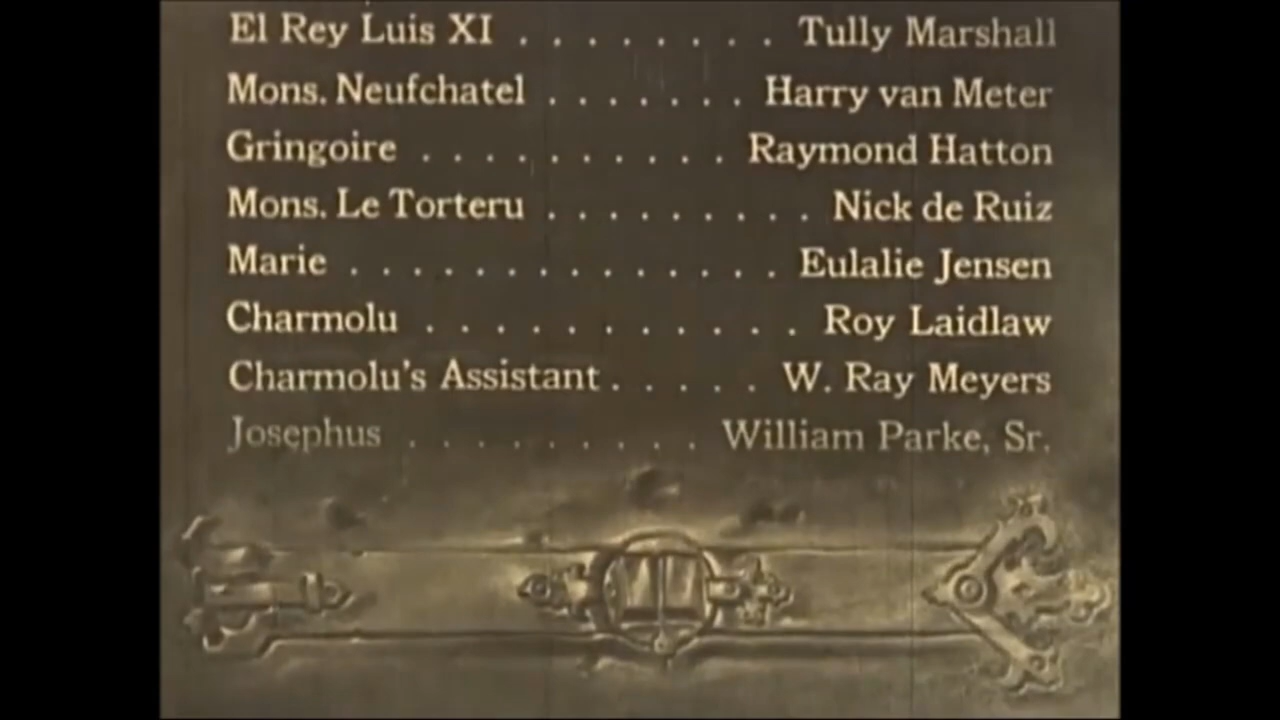 El Rey Luis XI . . . . . . . . Tully Marshall
Mons. Neufchatel . . . . . . . Harry van Meter
Gringoire . . . . . . . . . . Raymond Hatton
Mons. Le Torteru . . . . . . . . . Nick de Ruiz
Marie . . . . . . . . . . . . . . Eulalie Jensen
Charmolu . . . . . . . . . . . . Roy Laidlaw
Charmolu's Assistant . . . . . W. Ray Meyers
Josephus . . . . . . . . . . William Parke, Sr.